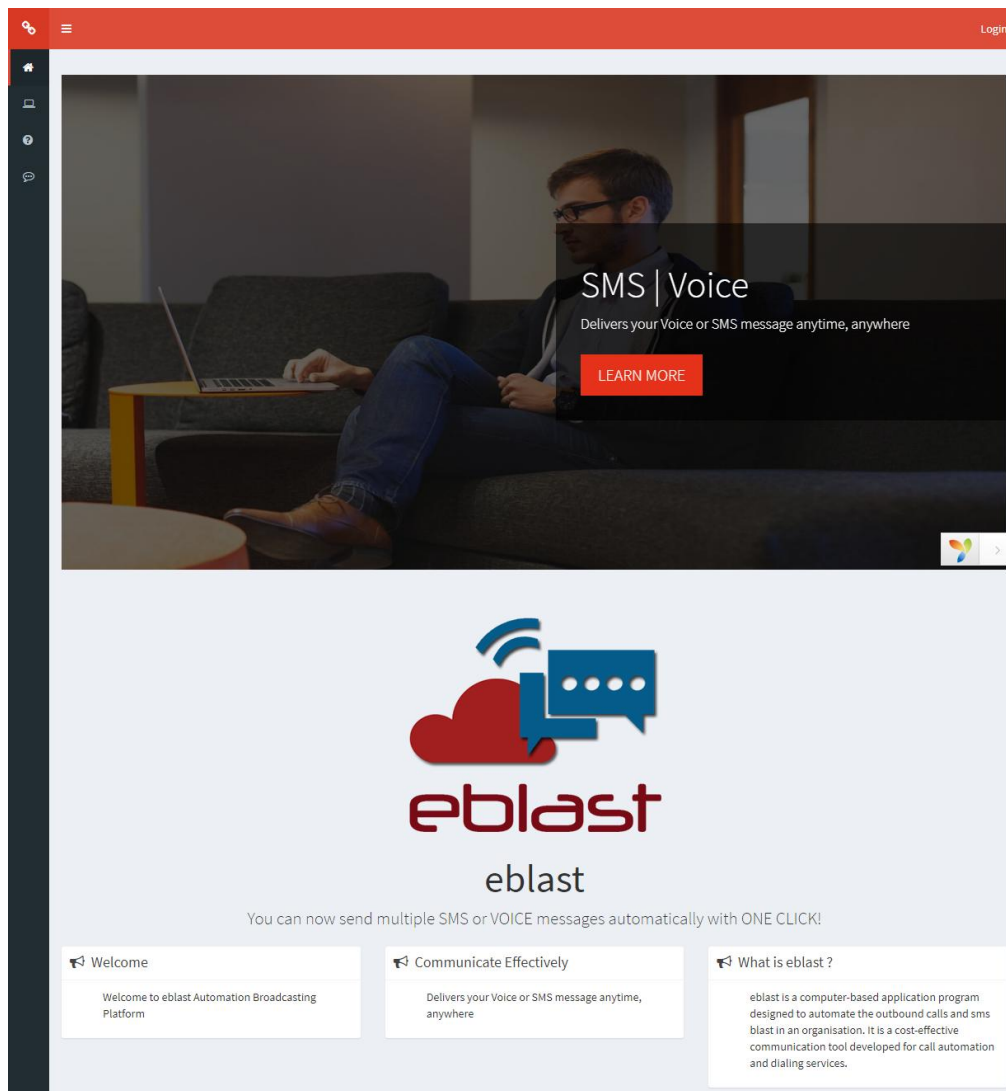 Login
SMS | Voice
Delivers your Voice or SMS message anytime, anywhere
LEARN MORE
eblast
eblast
You can now send multiple SMS or VOICE messages automatically with ONE CLICK!
Welcome
Welcome to eblast Automation Broadcasting
Platform
Communicate Effectively
Delivers your Voice or SMS message anytime,
anywhere
What is eblast ?
eblast is a computer-based application program
designed to automate the outbound calls and sms
blast in an organisation. It is a cost-effective
communication tool developed for call automation
and dialing services.